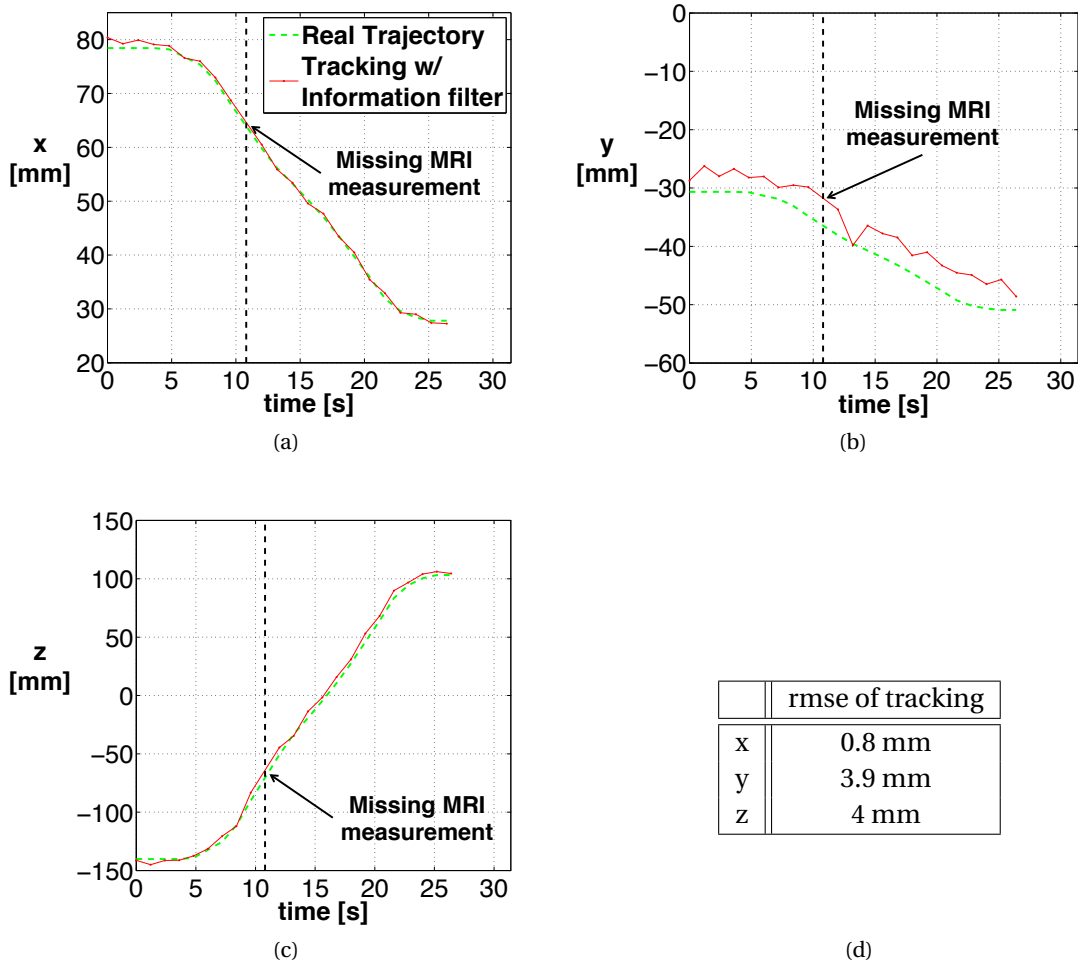 80
70
60
50
40
30
20
x
[mm]
0 5 10 15 20 25 30
time [s]
Real Trajectory
Tracking w/
Information filter
Missing MRI
measurement
(a)
0
−10
−20
−30
−40
−50
−60
y
[mm]
0 5 10 15 20 25 30
time [s]
Missing MRI
measurement
(b)
150
100
50
0
−50
−100
−150
z
[mm]
0 5 10 15 20 25 30
time [s]
Missing MRI
measurement
(c)
rmse of tracking
x 0.8 mm
y 3.9 mm
z 4 mm
(d)